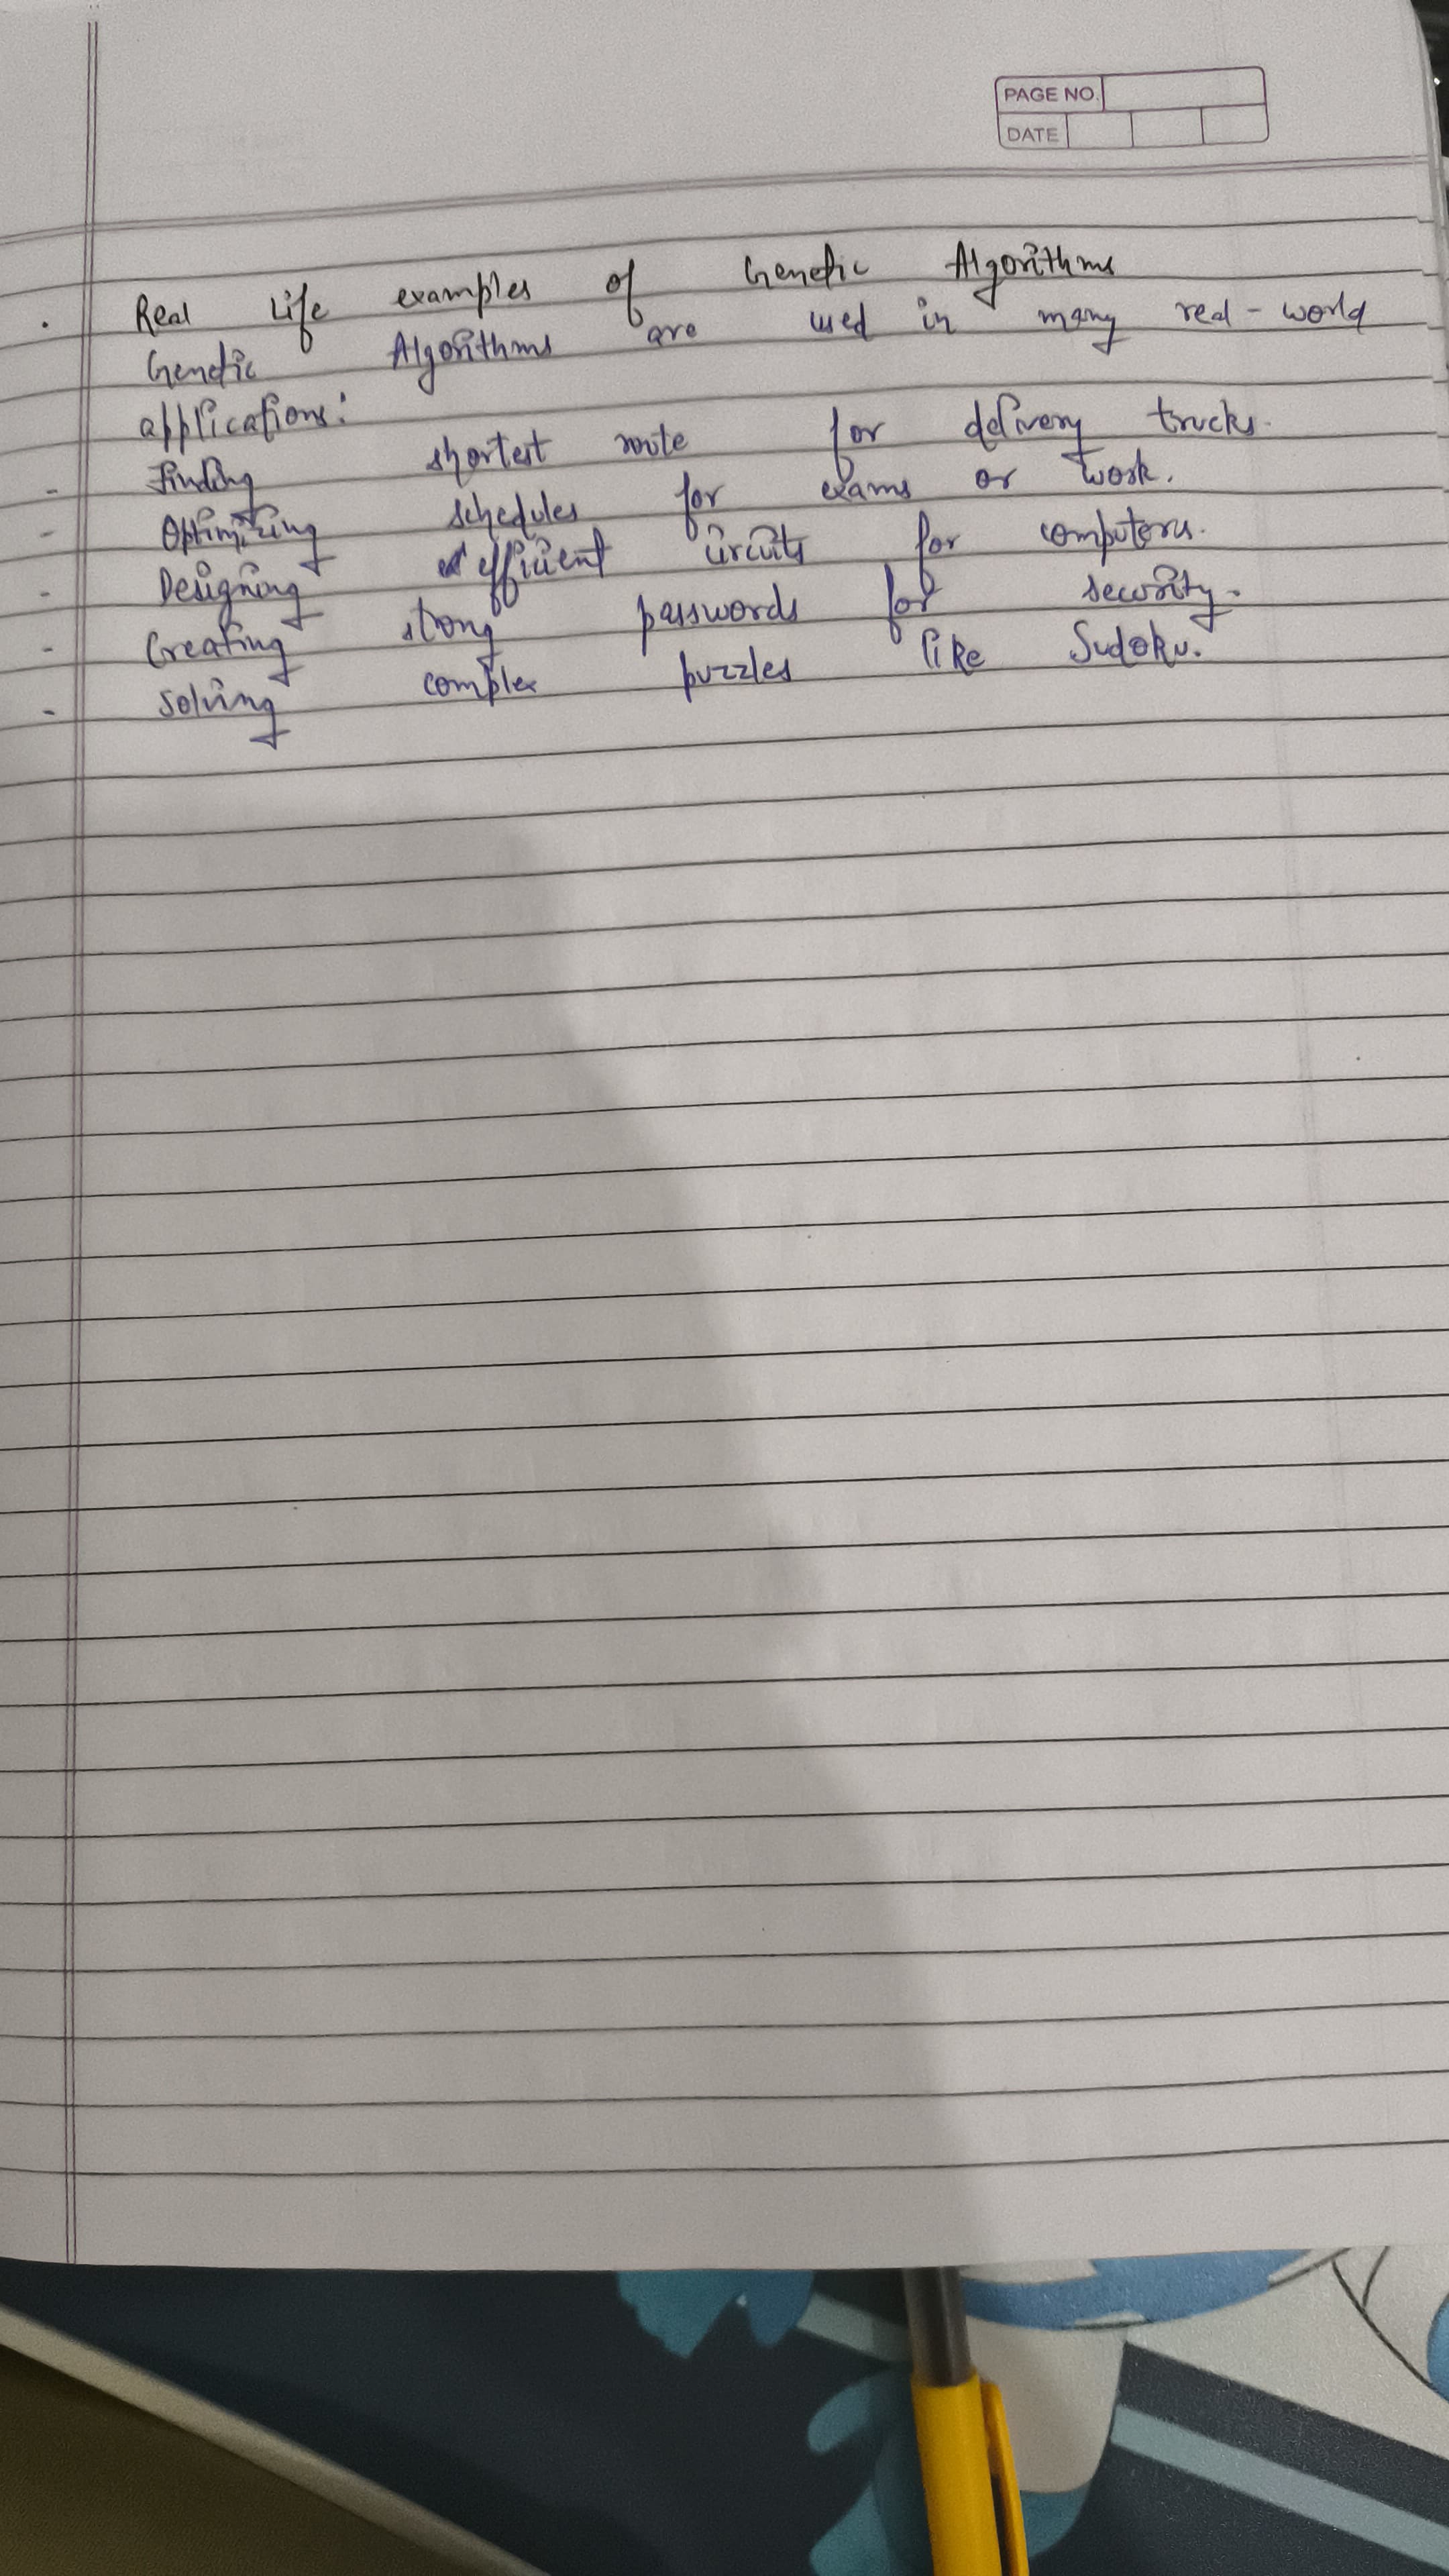 PAGE NO.
DATE
. Real Life examples of Genetic Algorithms
Genetic Algorithms are used in many real-world
applications:
- Finding shortest route for delivery trucks.
- Optimizing schedules for exams or work.
- Designing efficient circuits for computers.
- Creating strong passwords for security.
- Solving complex puzzles like Sudoku.